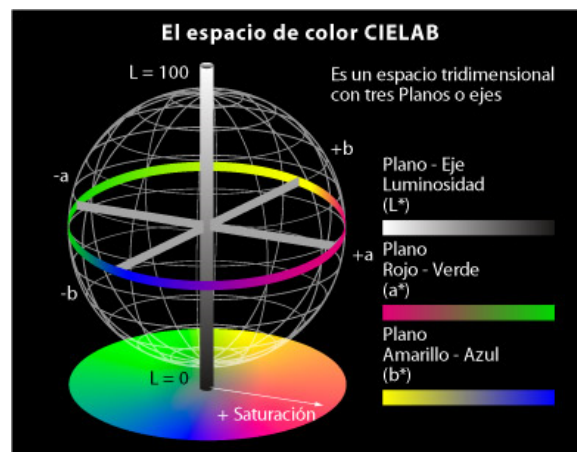 El espacio de color CIELAB
L = 100
Es un espacio tridimensional
con tres Planos o ejes
+b
-a
Plano - Eje
Luminosidad
(L*)
+a
Plano
Rojo - Verde
(a*)
-b
Plano
Amarillo - Azul
(b*)
L = 0
+ Saturación